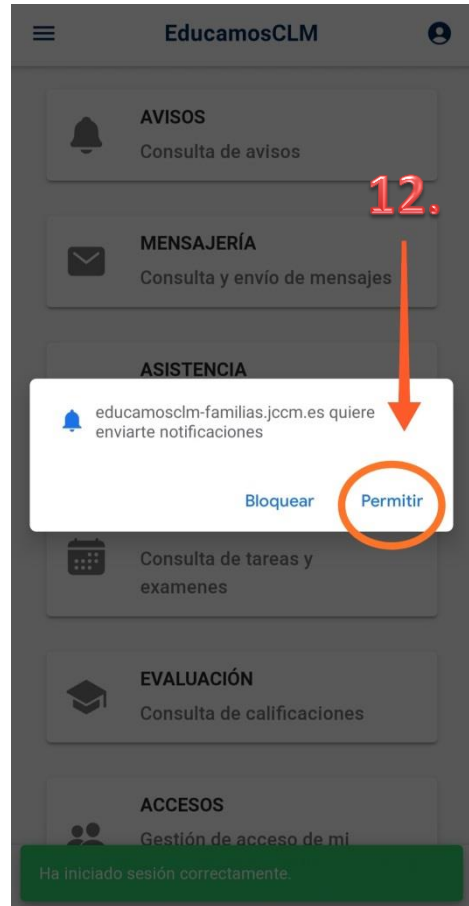 EducamosCLM
AVISOS
Consulta de avisos
12.
MENSAJERÍA
Consulta y envío de mensajes
ASISTENCIA
educamosclm-familias.jccm.es quiere
enviarte notificaciones
Bloquear Permitir
Consulta de tareas y
examenes
EVALUACIÓN
Consulta de calificaciones
ACCESOS
Gestión de acceso de mi
Ha iniciado sesión correctamente.